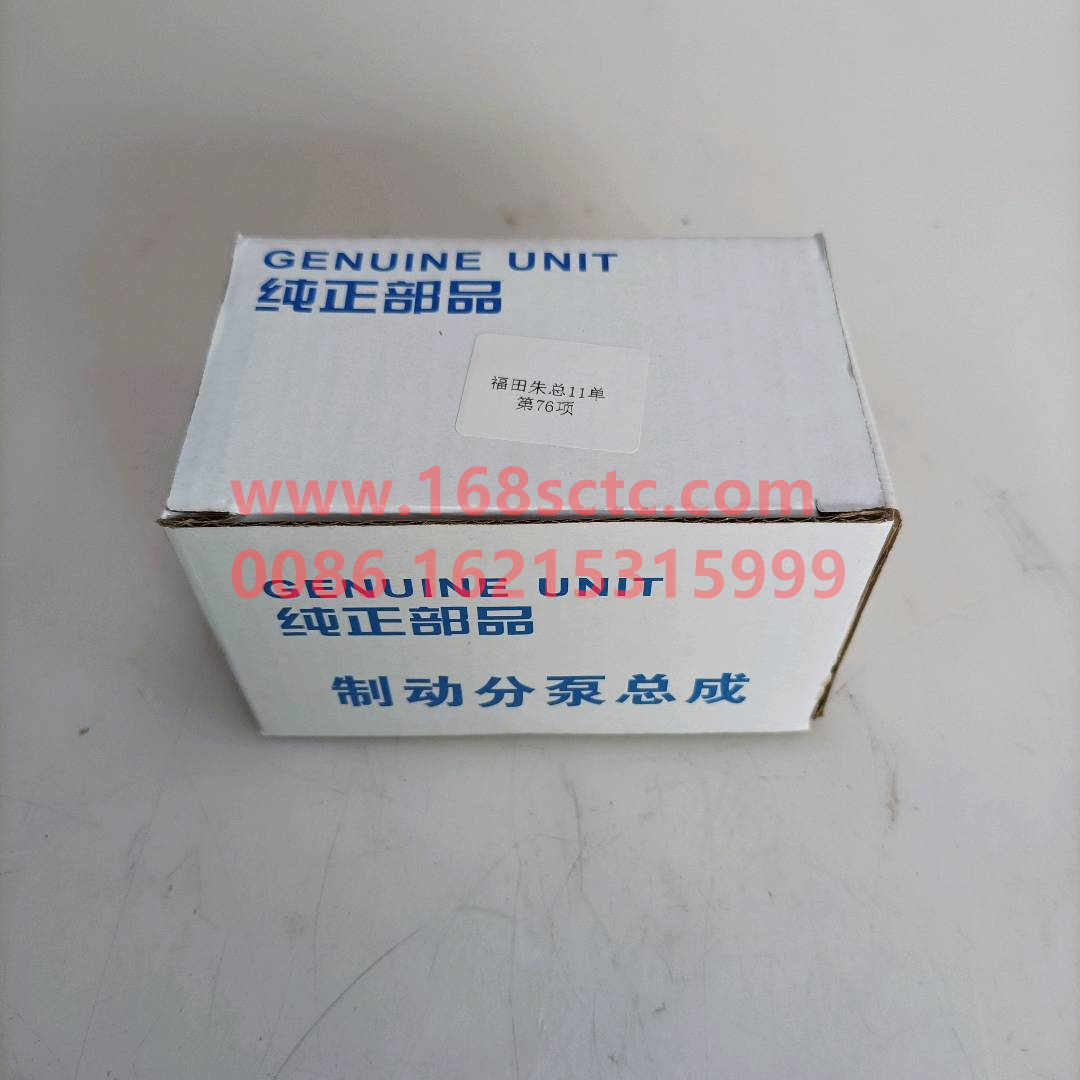 GENUINE UNIT
纯正部品
福田朱总11单
第76项
www.168sctc.com
0086 16215315999
GENUINE UNIT
纯正部品
制动分泵总成